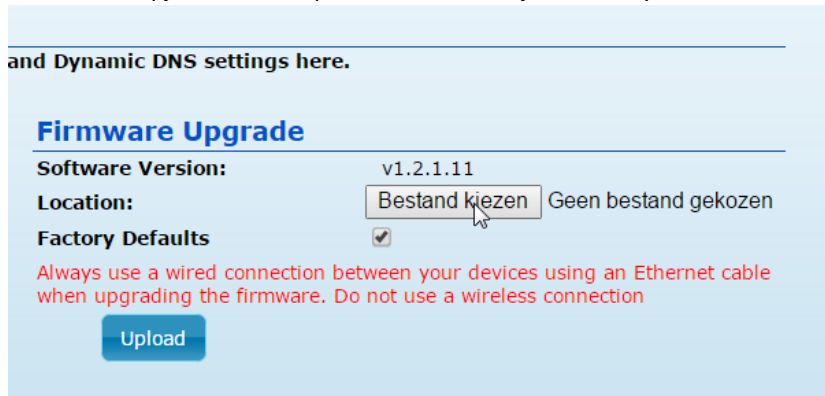 and Dynamic DNS settings here.
Firmware Upgrade
Software Version: v1.2.1.11
Location: Bestand kiezen Geen bestand gekozen
Factory Defaults
Always use a wired connection between your devices using an Ethernet cable
when upgrading the firmware. Do not use a wireless connection
Upload